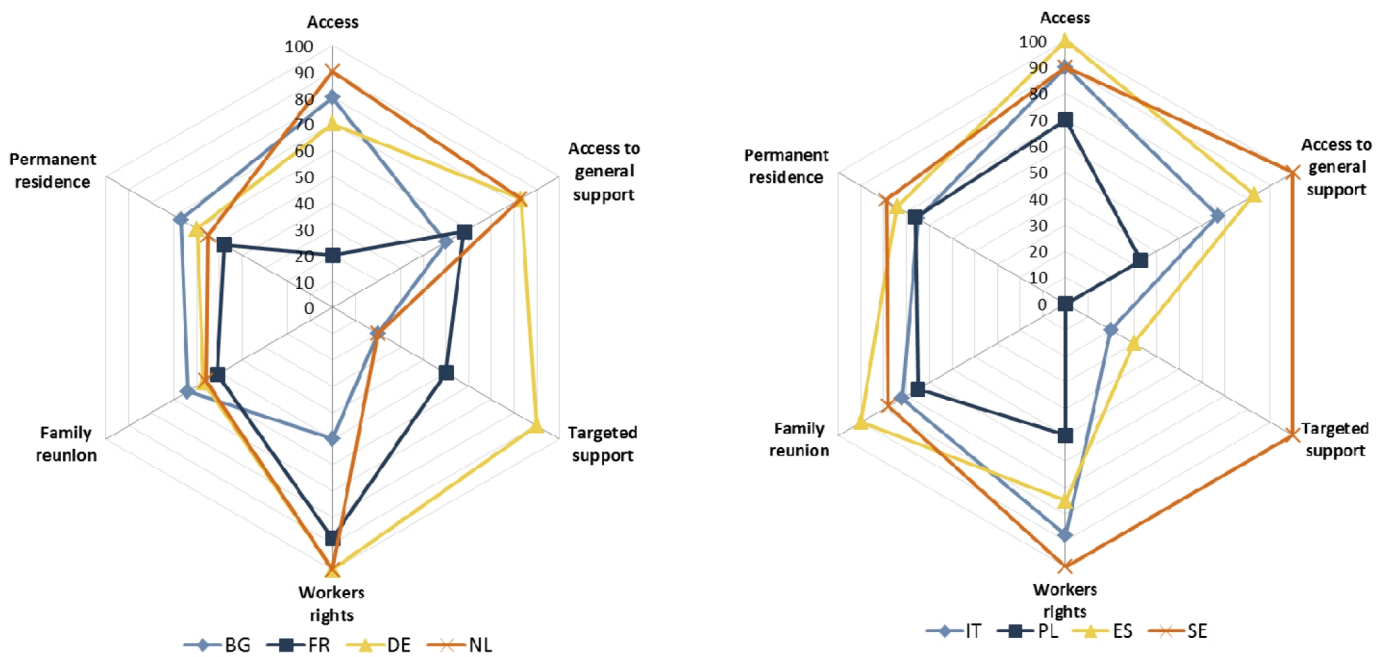 Access
100
90
80
70
60
50
40
30
20
10
0
Permanent
residence
Access to
general
support
Family
reunion
Targeted
support
Workers
rights
BG FR DE NL
Access
100
90
80
70
60
50
40
30
20
10
0
Permanent
residence
Access to
general
support
Family
reunion
Targeted
support
Workers
rights
IT PL ES SE